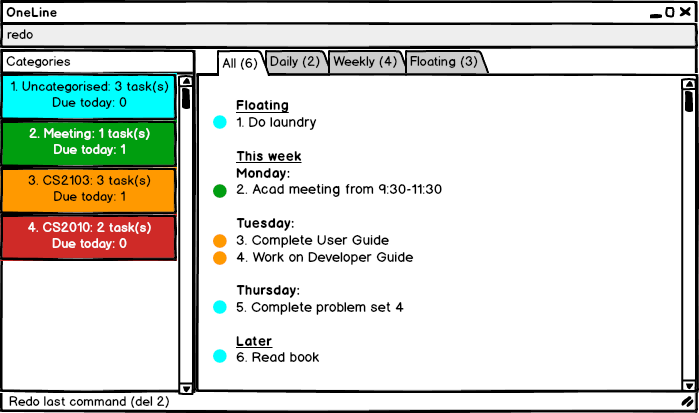 OneLine
redo
Categories
All (6)
Daily (2)
Weekly (4)
Floating (3)
1. Uncategorised: 3 task(s)
Due today: 0
2. Meeting: 1 task(s)
Due today: 1
3. CS2103: 3 task(s)
Due today: 1
4. CS2010: 2 task(s)
Due today: 0
Floating
1. Do laundry
This week
Monday:
2. Acad meeting from 9:30-11:30
Tuesday:
3. Complete User Guide
4. Work on Developer Guide
Thursday:
5. Complete problem set 4
Later
6. Read book
Redo last command (del 2)